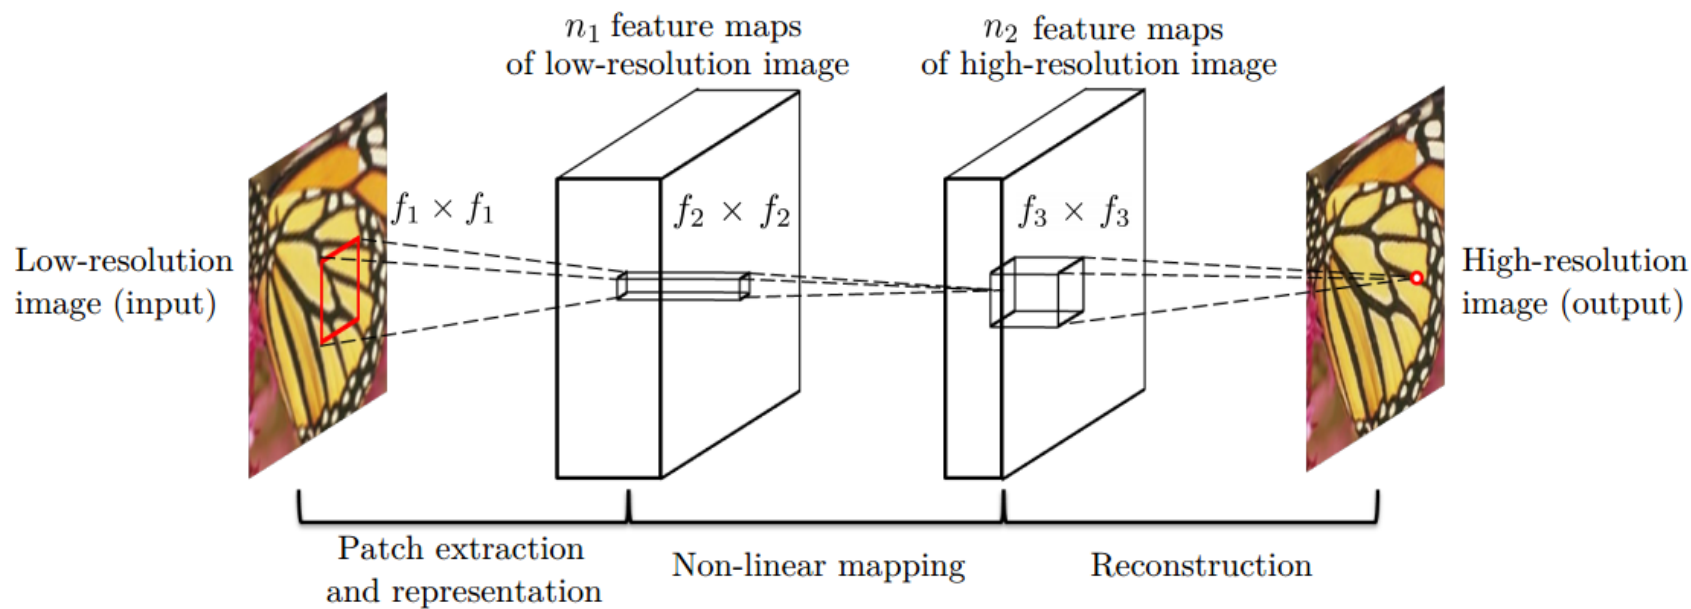 n₁ feature maps
of low-resolution image
n₂ feature maps
of high-resolution image
f₁ × f₁
f₂ × f₂
f₃ × f₃
Low-resolution
image (input)
High-resolution
image (output)
Patch extraction
and representation
Non-linear mapping
Reconstruction